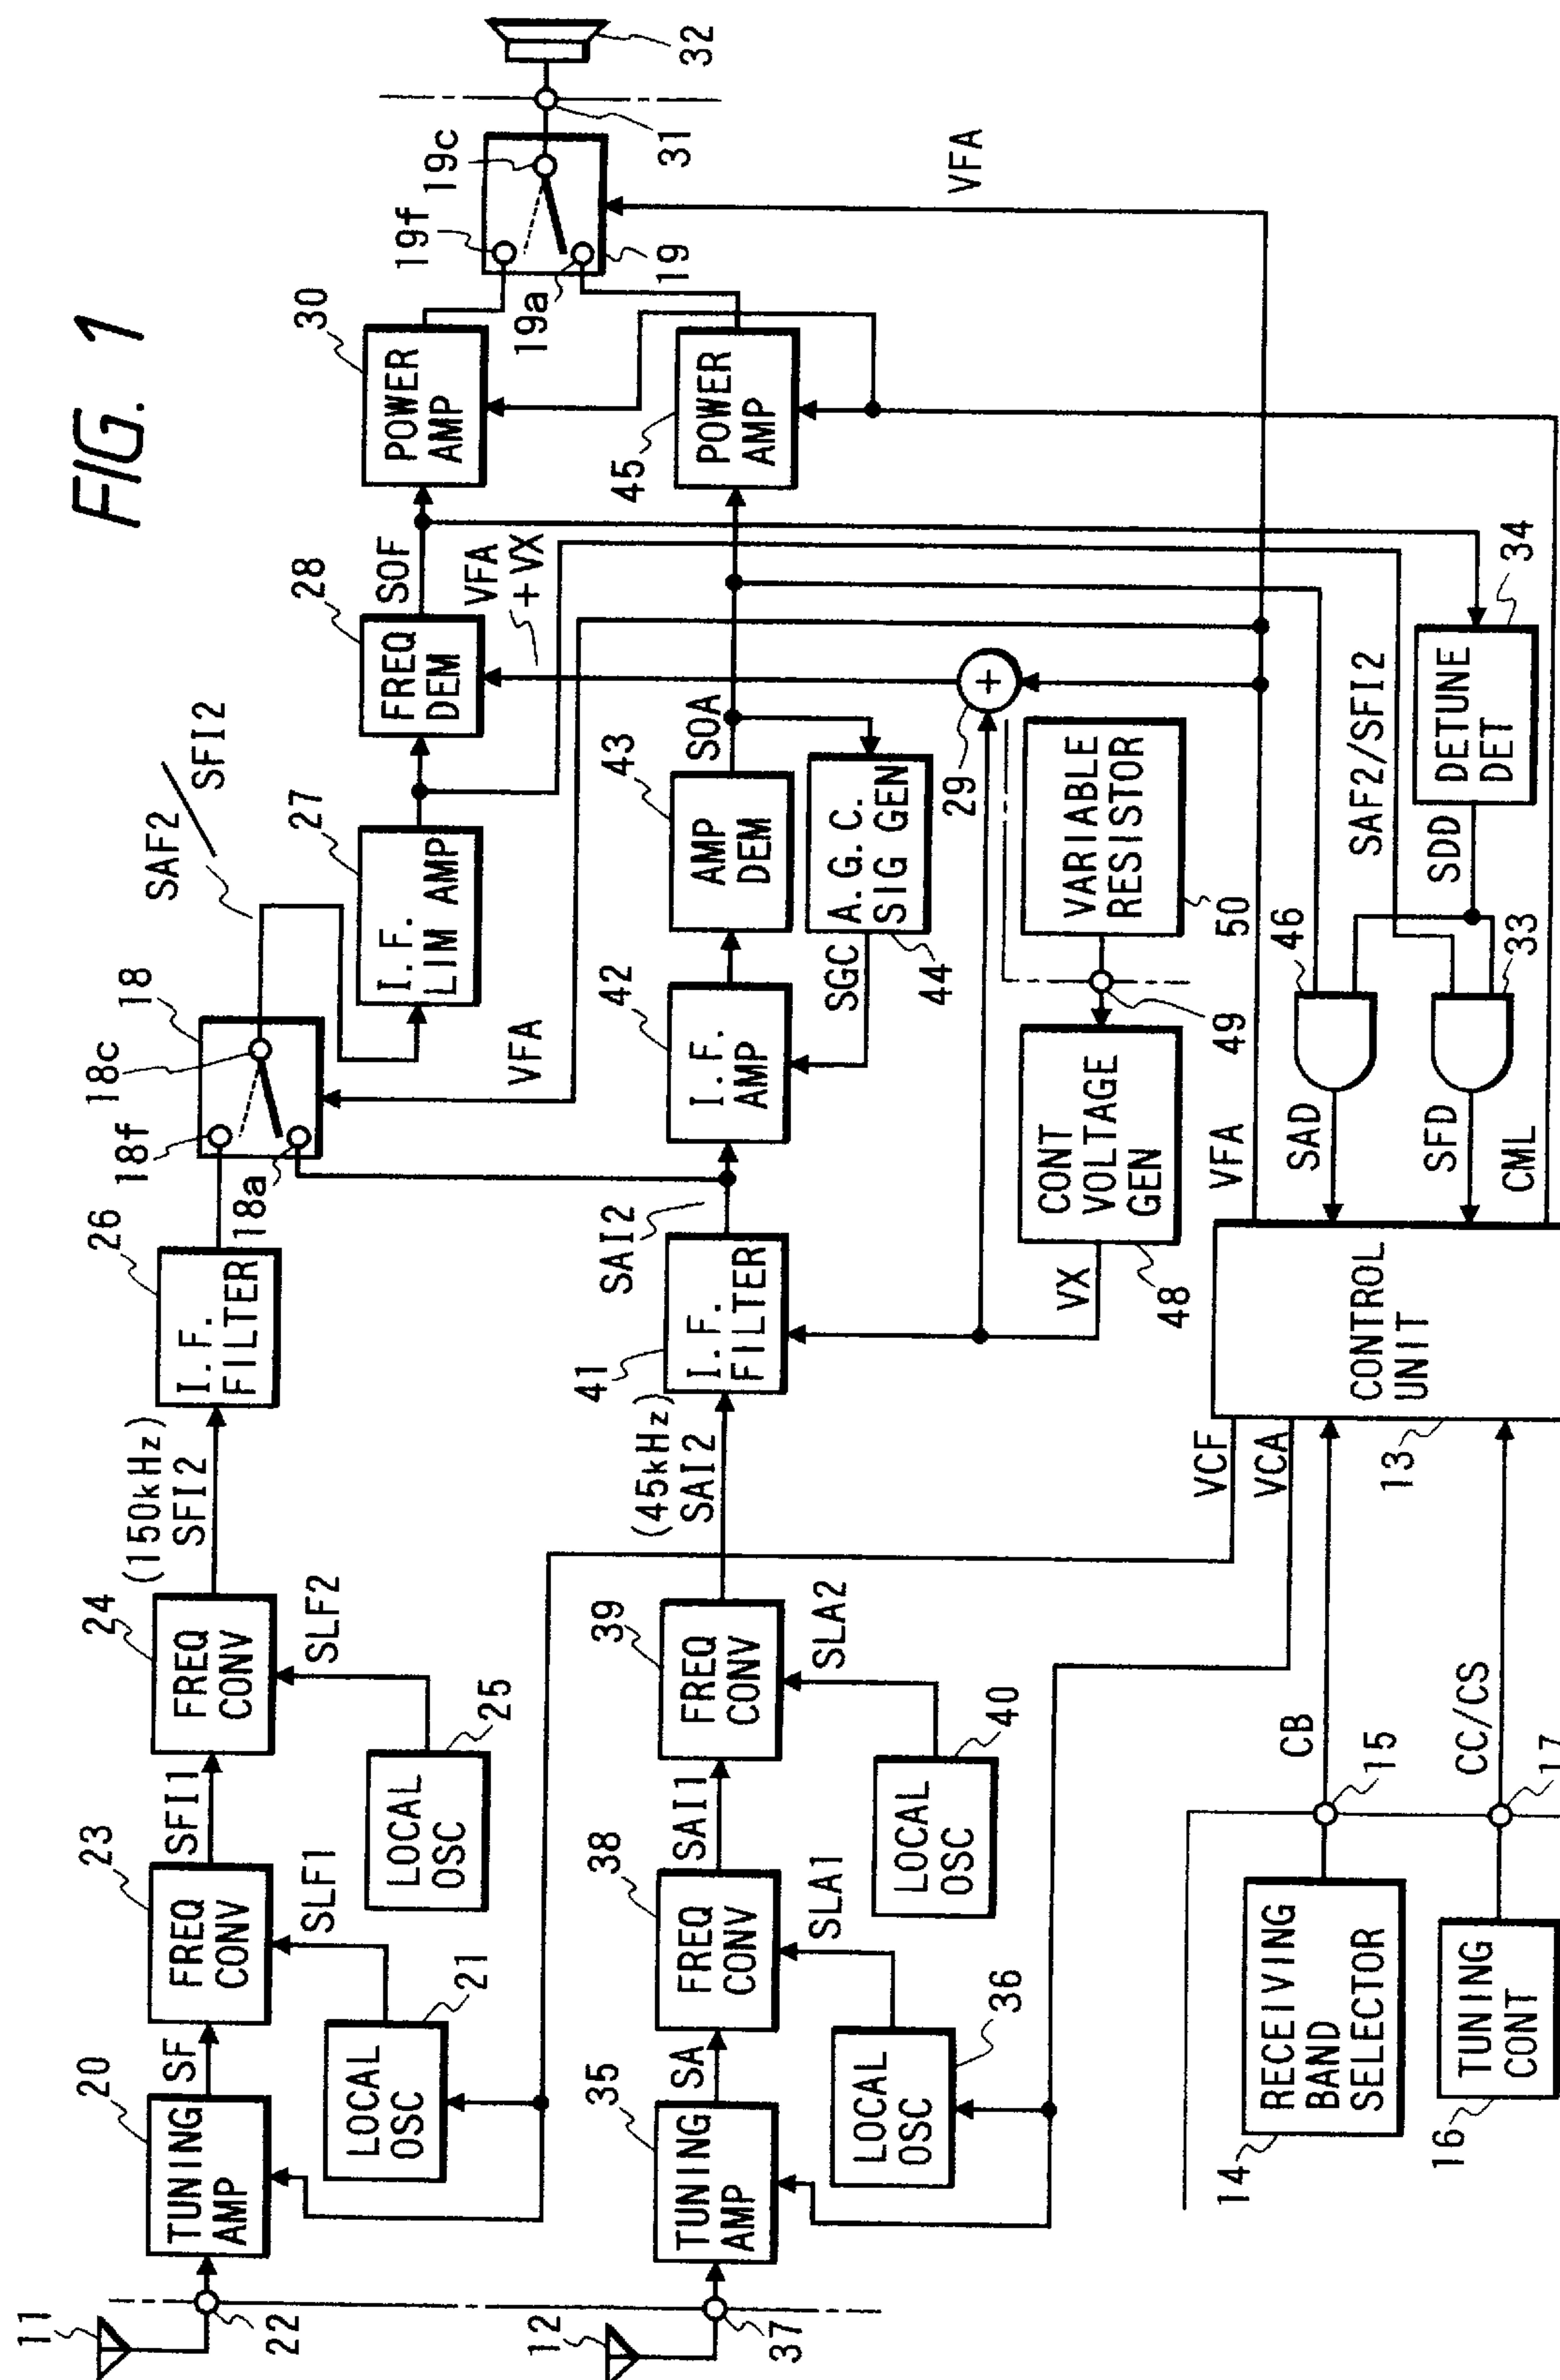 FIG. 1
11
22
20
TUNING
AMP
SF
23
FREQ
CONV
SLF1
LOCAL
OSC
21
SFI1
24
FREQ
CONV
SLF2
LOCAL
OSC
25
(150kHz)
SFI2
26
I.F.
FILTER
18f
18
18c
18a
SAF2
SFI2
27
I.F.
LIM AMP
VFA
28
FREQ
DEM
SOF
VFA
+VX
30
POWER
AMP
19f
19c
19a
19
31
32
VFA
12
37
35
TUNING
AMP
SA
38
FREQ
CONV
SLA1
LOCAL
OSC
36
SAI1
39
FREQ
CONV
SLA2
LOCAL
OSC
40
(45kHz)
SAI2
41
I.F.
FILTER
SAI2
42
I.F.
AMP
SGC
43
AMP
DEM
SOA
A.G.C.
SIG GEN
44
45
POWER
AMP
29
+
VX
CONT
VOLTAGE
GEN
48
49
VARIABLE
RESISTOR
50
VCF
VCA
13
CONTROL
UNIT
VFA
SAD
SFD
CML
46
33
SAF2/SFI2
SDD
DETUNE
DET
34
14
RECEIVING
BAND
SELECTOR
15
CB
16
TUNING
CONT
17
CC/CS